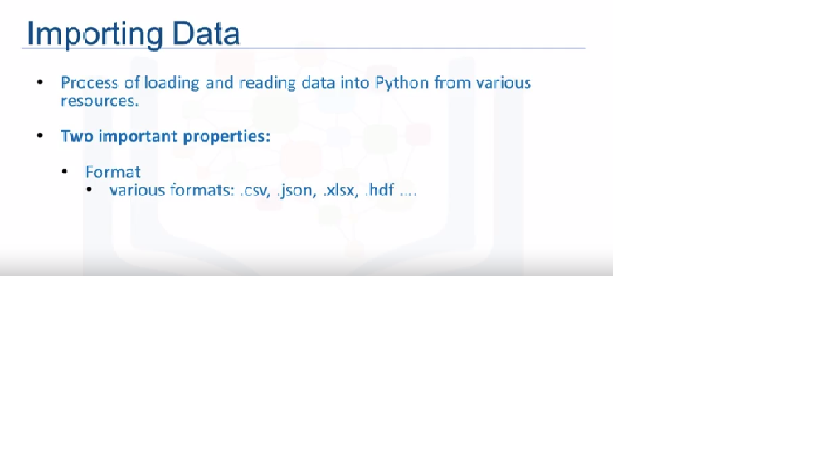 Importing Data
• Process of loading and reading data into Python from various
resources.
• Two important properties:
• Format
• various formats: .csv, .json, .xlsx, .hdf ....